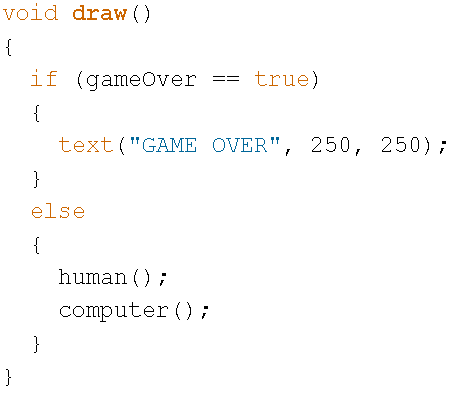 void draw()
{
  if (gameOver == true)
  {
    text("GAME OVER", 250, 250);
  }
  else
  {
    human();
    computer();
  }
}